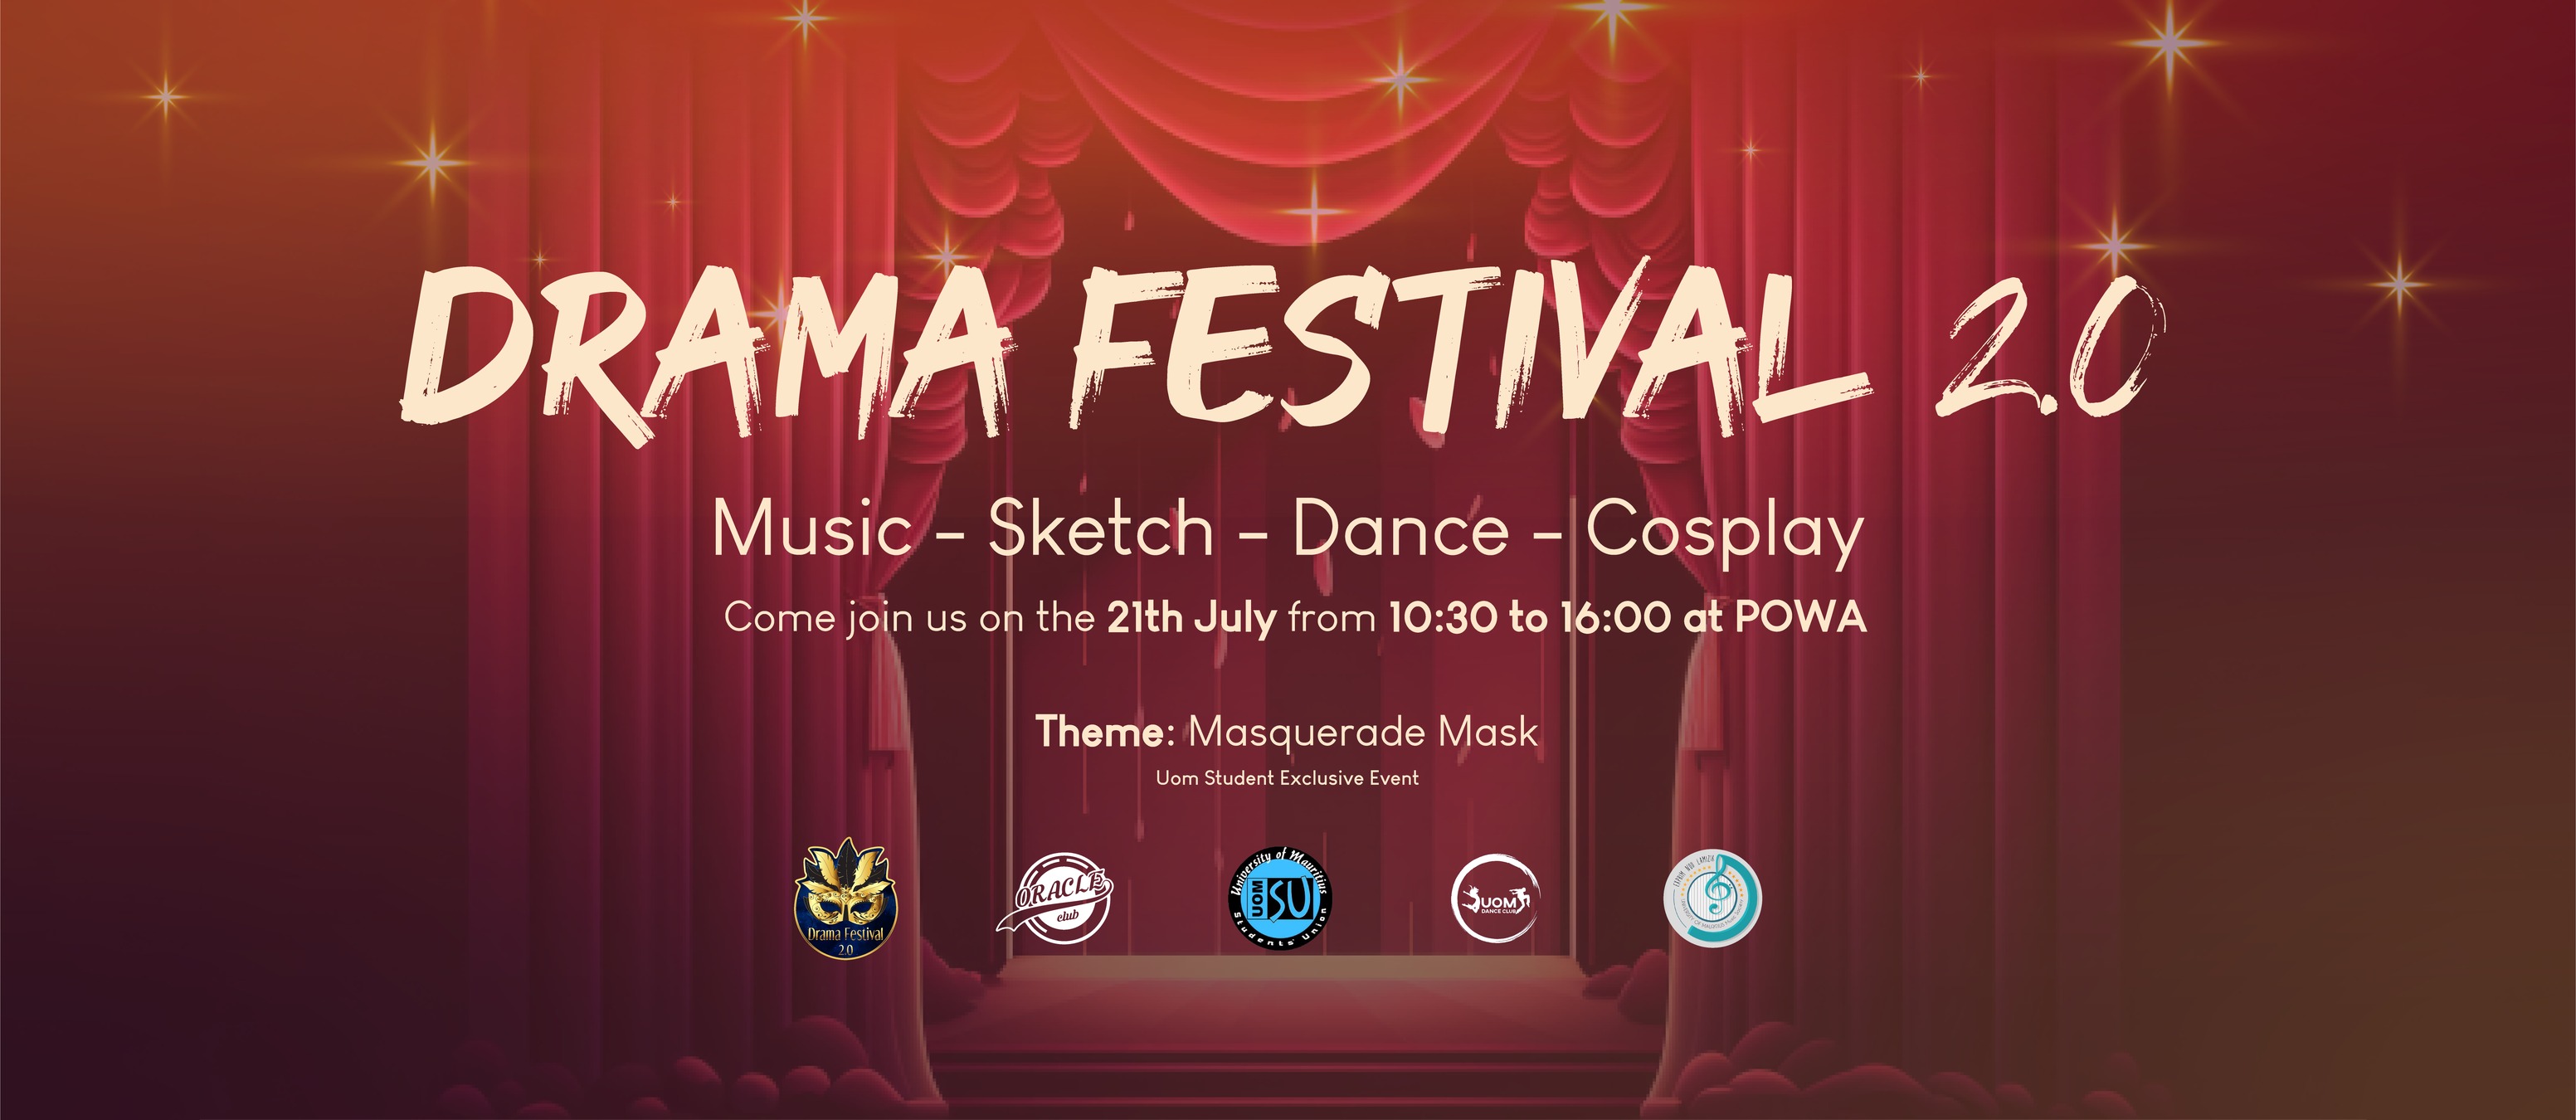 DRAMA FESTIVAL 2.0
Music - Sketch - Dance - Cosplay
Come join us on the 21th July from 10:30 to 16:00 at POWA
Theme: Masquerade Mask
Uom Student Exclusive Event
Drama Festival
2.0
ORACLE
club
University of Mauritius
UOM
SU
Students' Union
UOM
DANCE CLUB